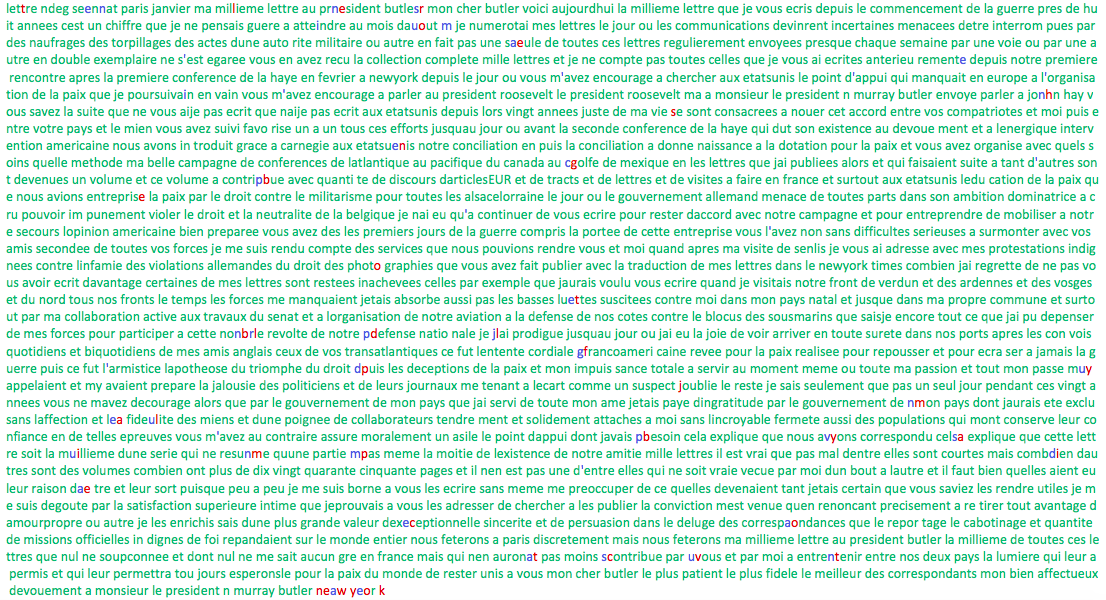 lettre ndeg seennat paris janvier ma millieme lettre au prnesident butlesr mon cher butler voici aujourdhui la millieme lettre que je vous ecris depuis le commencement de la guerre pres de hu
it annees cest un chiffre que je ne pensais guere a atteindre au mois dauout m je numerotai mes lettres le jour ou les communications devinrent incertaines menacees detre interrom pues par
des naufrages des torpillages des actes dune auto rite militaire ou autre en fait pas une saeule de toutes ces lettres regulierement envoyees presque chaque semaine par une voie ou par une a
utre en double exemplaire ne s'est egaree vous en avez recu la collection complete mille lettres et je ne compte pas toutes celles que je vous ai ecrites anterieu remente depuis notre premiere
rencontre apres la premiere conference de la haye en fevrier a newyork depuis le jour ou vous m'avez encourage a chercher aux etatsunis le point d'appui qui manquait en europe a l'organisa
tion de la paix que je poursuivain en vain vous m'avez encourage a parler au president roosevelt le president roosevelt ma a monsieur le president n murray butler envoye parler a jonhn hay v
ous savez la suite que ne vous aije pas ecrit que naije pas ecrit aux etatsunis depuis lors vingt annees juste de ma vie se sont consacrees a nouer cet accord entre vos compatriotes et moi puis e
ntre votre pays et le mien vous avez suivi favo rise un a un tous ces efforts jusquau jour ou avant la seconde conference de la haye qui dut son existence au devoue ment et a lenergique interv
ention americaine nous avons in troduit grace a carnegie aux etatsuenis notre conciliation en puis la conciliation a donne naissance a la dotation pour la paix et vous avez organise avec quels s
oins quelle methode ma belle campagne de conferences de latlantique au pacifique du canada au cgolfe de mexique en les lettres que jai publiees alors et qui faisaient suite a tant d'autres son
t devenues un volume et ce volume a contripbue avec quanti te de discours darticlesEUR et de tracts et de lettres et de visites a faire en france et surtout aux etatsunis ledu cation de la paix qu
e nous avions entreprise la paix par le droit contre le militarisme pour toutes les alsacelorraine le jour ou le gouvernement allemand menace de toutes parts dans son ambition dominatrice a c
ru pouvoir im punement violer le droit et la neutralite de la belgique je nai eu qu'a continuer de vous ecrire pour rester daccord avec notre campagne et pour entreprendre de mobiliser a notr
e secours lopinion americaine bien preparee vous avez des les premiers jours de la guerre compris la portee de cette entreprise vous l'avez non sans difficultes serieuses a surmonter avec vos
amis secondee de toutes vos forces je me suis rendu compte des services que nous pouvions rendre vous et moi quand apres ma visite de senlis je vous ai adresse avec mes protestations indig
nees contre linfamie des violations allemandes du droit des photo graphies que vous avez fait publier avec la traduction de mes lettres dans le newyork times combien jai regrette de ne pas vo
us avoir ecrit davantage certaines de mes lettres sont restees inachevees celles par exemple que jaurais voulu vous ecrire quand je visitais notre front de verdun et des ardennes et des vosges
et du nord tous nos fronts le temps les forces me manquaient jetais absorbe aussi pas les basses luettes suscitees contre moi dans mon pays natal et jusque dans ma propre commune et surto
ut par ma collaboration active aux travaux du senat et a lorganisation de notre aviation a la defense de nos cotes contre le blocus des sousmarins que saisje encore tout ce que jai pu depenser
de mes forces pour participer a cette nonbrle revolte de notre pdefense natio nale je jlai prodigue jusquau jour ou jai eu la joie de voir arriver en toute surete dans nos ports apres les con vois
quotidiens et biquotidiens de mes amis anglais ceux de vos transatlantiques ce fut lentente cordiale gfrancoameri caine revee pour la paix realisee pour repousser et pour ecra ser a jamais la g
uerre puis ce fut l'armistice lapotheose du triomphe du droit dpuis les deceptions de la paix et mon impuis sance totale a servir au moment meme ou toute ma passion et tout mon passe muy
appelaient et my avaient prepare la jalousie des politiciens et de leurs journaux me tenant a lecart comme un suspect joublie le reste je sais seulement que pas un seul jour pendant ces vingt a
nnees vous ne mavez decourage alors que par le gouvernement de mon pays que jai servi de toute mon ame jetais paye dingratitude par le gouvernement de nmon pays dont jaurais ete exclu
sans laffection et lea fideulite des miens et dune poignee de collaborateurs tendre ment et solidement attaches a moi sans lincroyable fermete aussi des populations qui mont conserve leur co
nfiance en de telles epreuves vous m'avez au contraire assure moralement un asile le point dappui dont javais pbesoin cela explique que nous avyons correspondu celsa explique que cette lett
re soit la muillieme dune serie qui ne resunme quune partie mpas meme la moitie de lexistence de notre amitie mille lettres il est vrai que pas mal dentre elles sont courtes mais combdien dau
tres sont des volumes combien ont plus de dix vingt quarante cinquante pages et il nen est pas une d'entre elles qui ne soit vraie vecue par moi dun bout a lautre et il faut bien quelles aient eu
leur raison dae tre et leur sort puisque peu a peu je me suis borne a vous les ecrire sans meme me preoccuper de ce quelles devenaient tant jetais certain que vous saviez les rendre utiles je m
e suis degoute par la satisfaction superieure intime que jeprouvais a vous les adresser de chercher a les publier la conviction mest venue quen renoncant precisement a re tirer tout avantage d
amourpropre ou autre je les enrichis sais dune plus grande valeur dexeceptionnelle sincerite et de persuasion dans le deluge des correspaondances que le repor tage le cabotinage et quantite
de missions officielles in dignes de foi repandaient sur le monde entier nous feterons a paris discretement mais nous feterons ma millieme lettre au president butler la millieme de toutes ces le
ttres que nul ne soupconnee et dont nul ne me sait aucun gre en france mais qui nen auronat pas moins scontribue par uvous et par moi a entrentenir entre nos deux pays la lumiere qui leur a
permis et qui leur permettra tou jours esperonsle pour la paix du monde de rester unis a vous mon cher butler le plus patient le plus fidele le meilleur des correspondants mon bien affectueux
devouement a monsieur le president n murray butler neaw yeor k